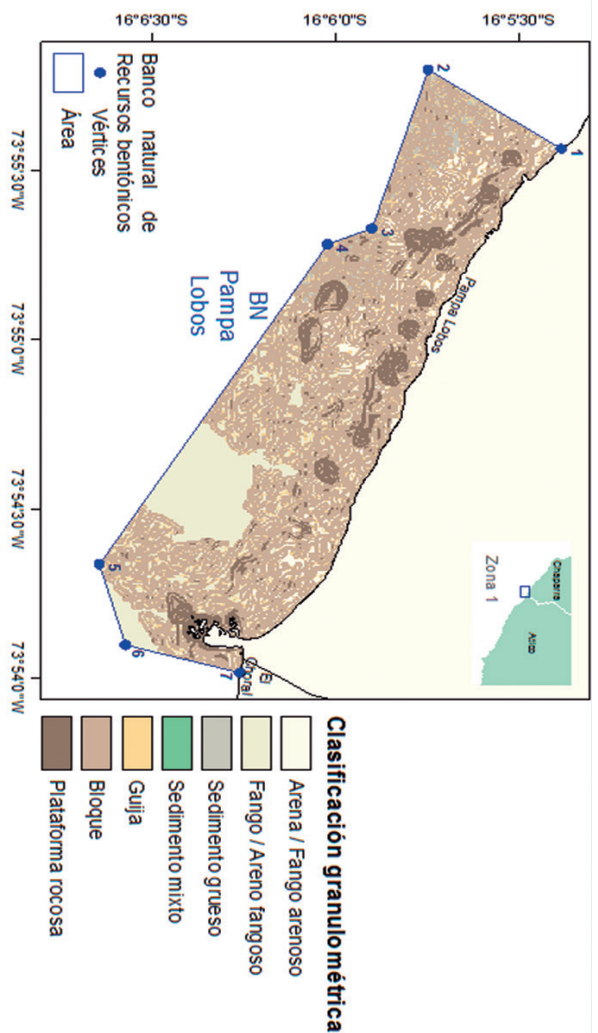 16°6'30"S
16°6'0"S
16°5'30"S
73°55'30"W
73°55'0"W
73°54'30"W
73°54'0"W
1
2
3
4
5
6
7
Pampa Lobos
BN
Pampa
Lobos
El
Choral
Chaparra
Atico
Zona 1
Banco natural de
Recursos bentónicos
Vértices
Área
Clasificación granulométrica
Arena / Fango arenoso
Fango / Areno fangoso
Sedimento grueso
Sedimento mixto
Guija
Bloque
Plataforma rocosa